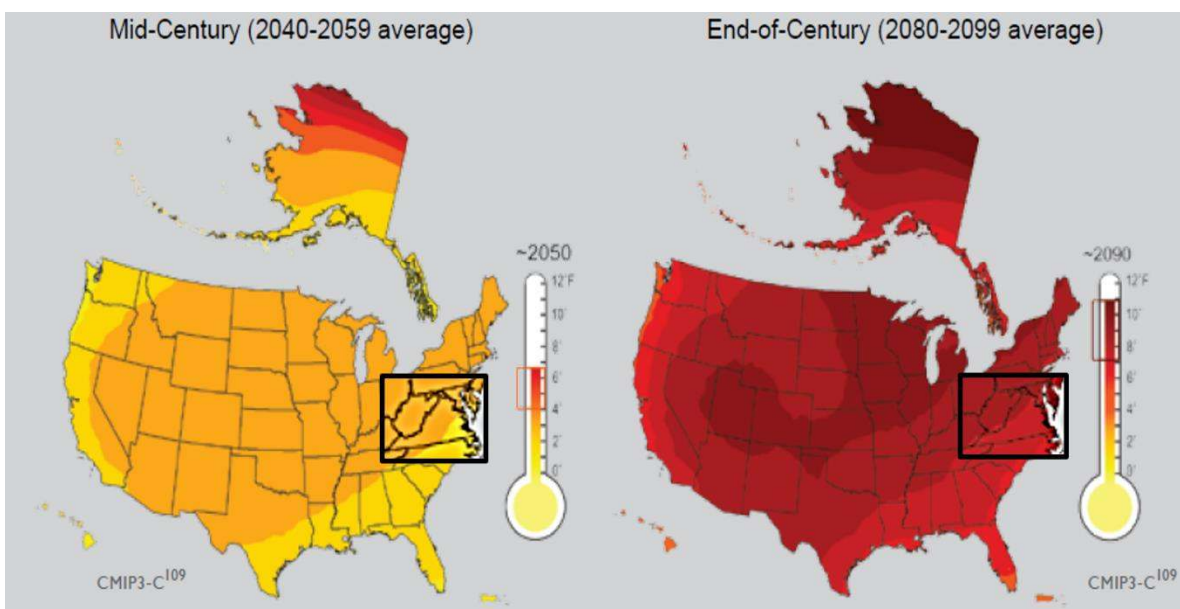 Mid-Century (2040-2059 average)
End-of-Century (2080-2099 average)
~2050
12°F
10°
8°
6°
4°
2°
0°
~2090
12°F
10°
8°
6°
4°
2°
0°
CMIP3-C109
CMIP3-C109